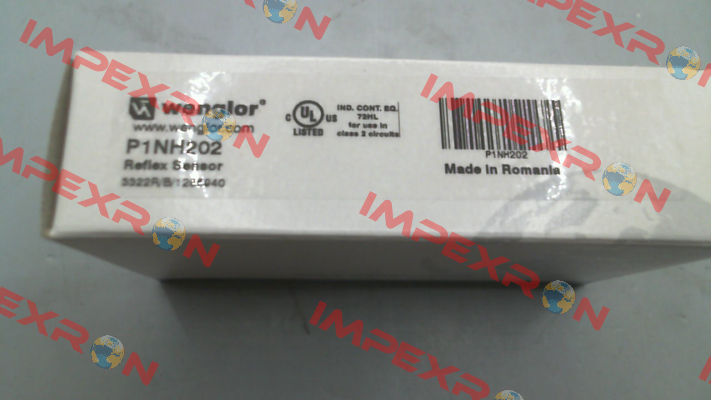 wenglor®
www.wenglor.com
P1NH202
Reflex Sensor
C UL US
LISTED
IND. CONT. EQ.
72HL
for use in
class 2 circuits
P1NH202
Made in Romania
IMPEXRON
IMPEXRON
IMPEXRON
IMPEXRON
IMPEXRON
IMPEXRON
IMPEXRON